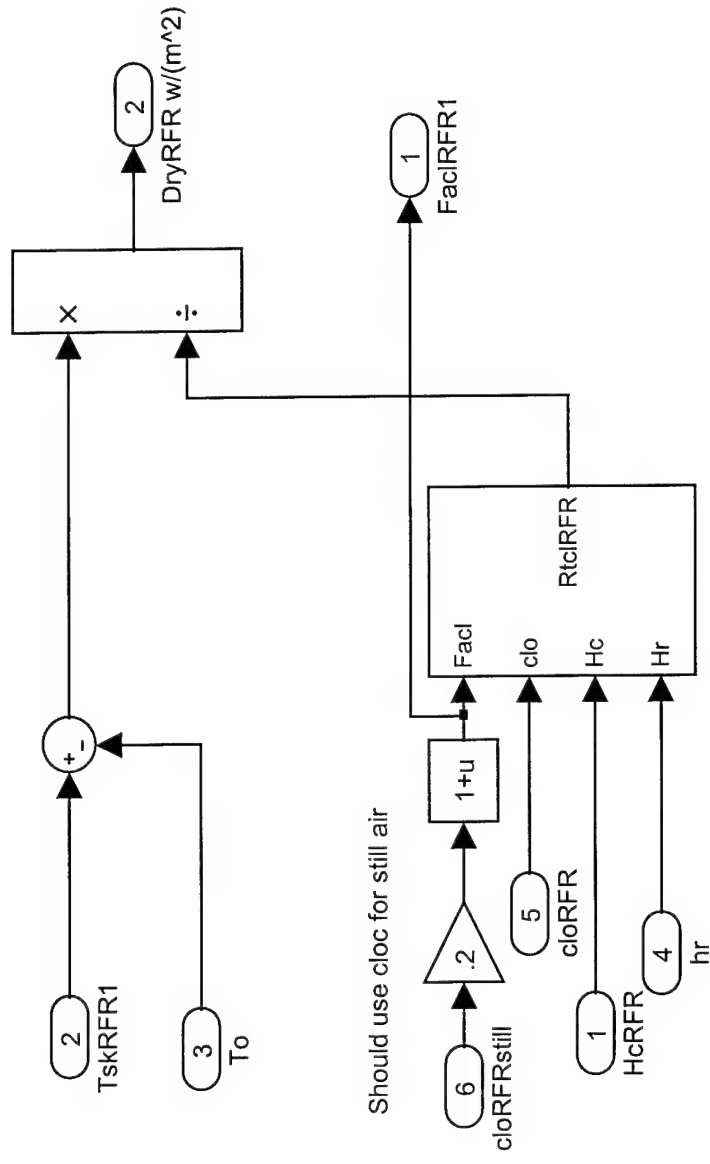 2
TskRFR1
3
To
+
-
×
÷
2
DryRFR w/(m^2)
Should use cloc for still air
6
cloRFRstill
.2
1+u
5
cloRFR
1
HcRFR
4
hr
Facl
clo
Hc
Hr
RtclRFR
1
FaclRFR1